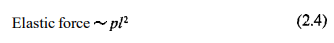 Elastic force ~ pl² (2.4)